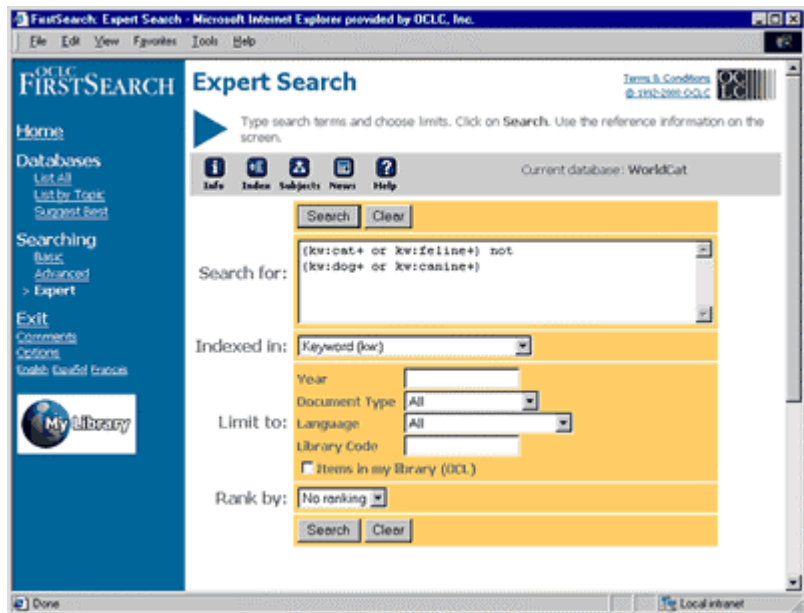 FirstSearch: Expert Search - Microsoft Internet Explorer provided by OCLC, Inc.
File Edit View Favorites Tools Help
OCLC
FIRSTSEARCH
Home
Databases
List All
List by Topic
Suggest Best
Searching
Basic
Advanced
> Expert
Exit
Comments
Options
English Español Français
My Library
Expert Search
Terms & Conditions
© 1992-2000 OCLC
OC
LC
Type search terms and choose limits. Click on Search. Use the reference information on the
screen.
Info Index Subjects News Help
Current database: WorldCat
Search Clear
Search for:
(kw:cat+ or kw:feline+) not
(kw:dog+ or kw:canine+)
Indexed in: Keyword (kw)
Limit to:
Year
Document Type All
Language All
Library Code
Items in my library (OCL)
Rank by: No ranking
Search Clear
Done
Local intranet